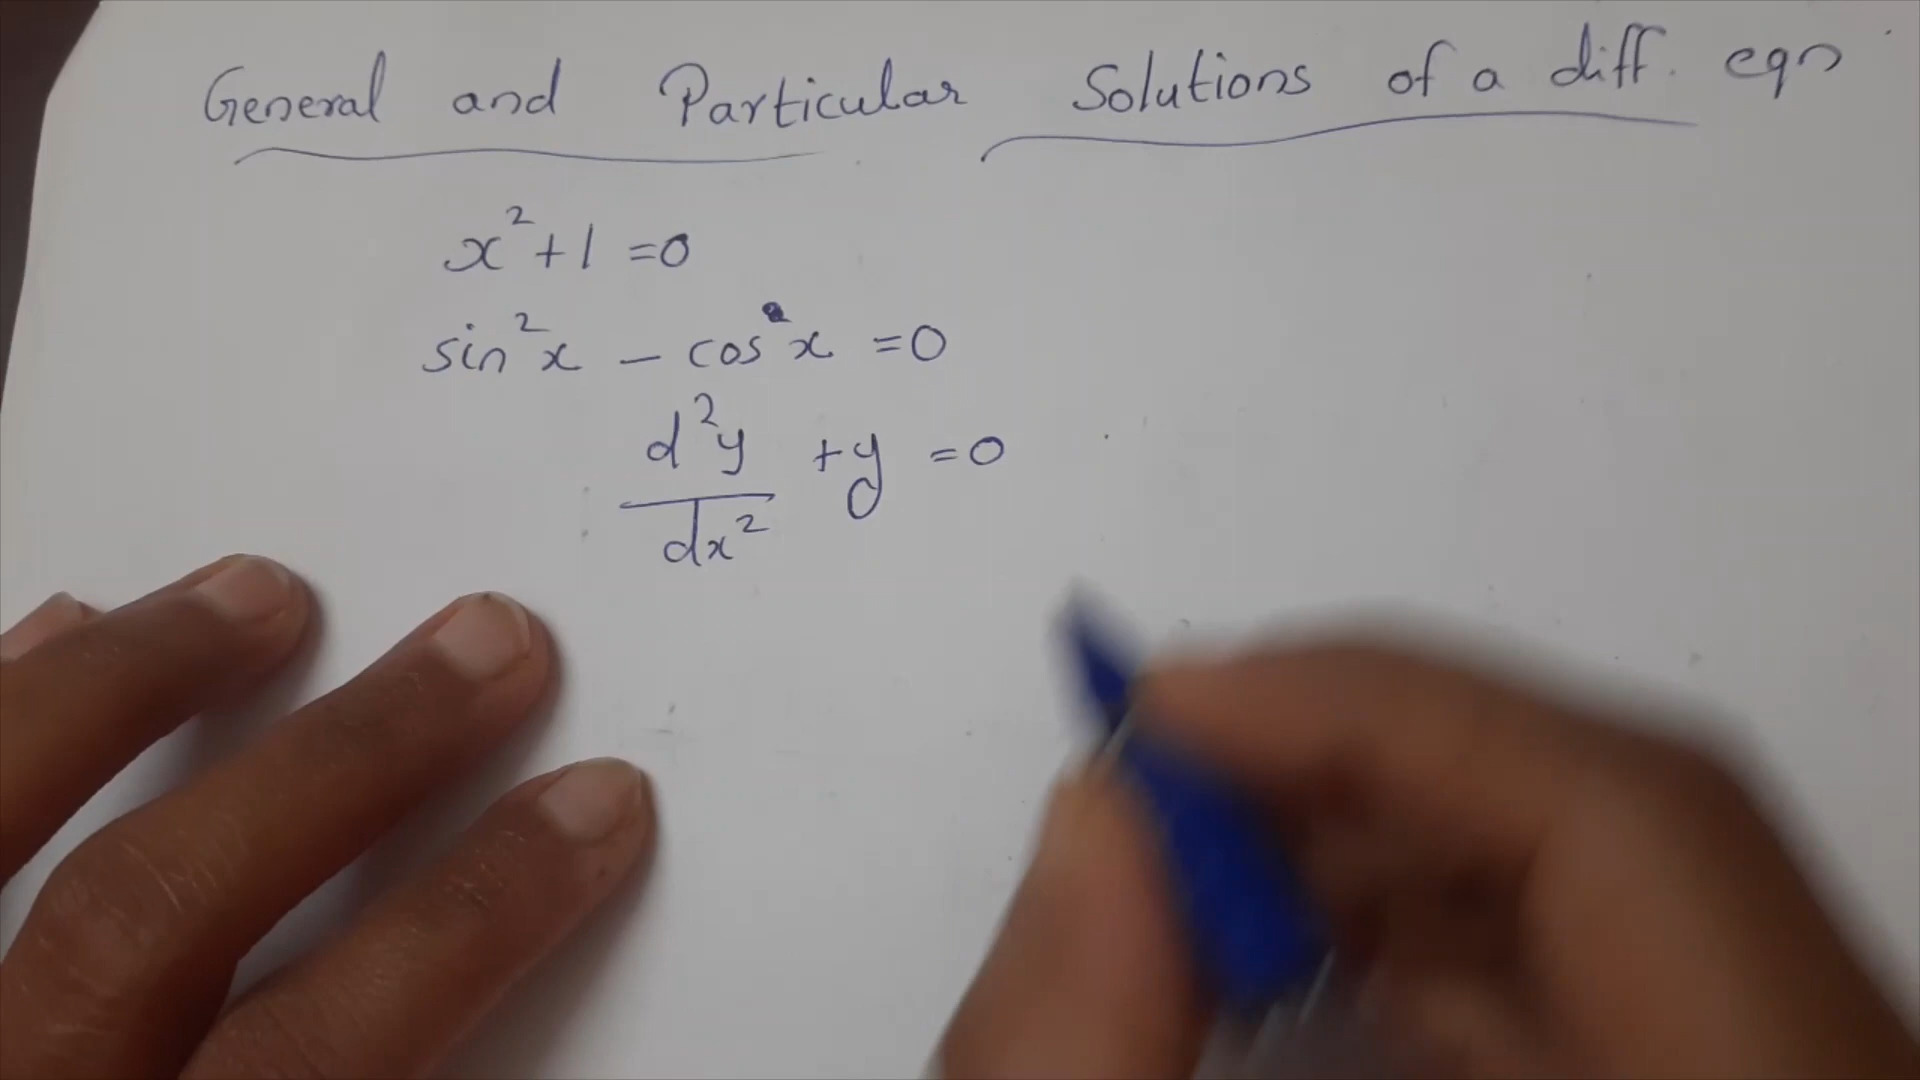 General and Particular Solutions of a diff. eqn
x²+1 =0
sin²x – cos²x =0
d²y/dx² +y =0